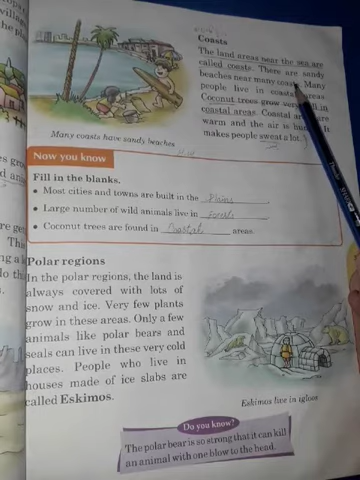 Coasts
The land areas near the sea are
called coasts. There are sandy
beaches near many coasts. Many
people live in coastal areas.
Coconut trees grow very well in
coastal areas. Coastal are
warm and the air is hu It
makes people sweat a lot.
Many coasts have sandy beaches
Now you know
Fill in the blanks.
• Most cities and towns are built in the Plains.
• Large number of wild animals live in forests.
• Coconut trees are found in Coastal areas.
Polar regions
In the polar regions, the land is
always covered with lots of
snow and ice. Very few plants
grow in these areas. Only a few
animals like polar bears and
seals can live in these very cold
places. People who live in
houses made of ice slabs are
called Eskimos.
Eskimos live in igloos
Do you know?
The polar bear is so strong that it can kill
an animal with one blow to the head.